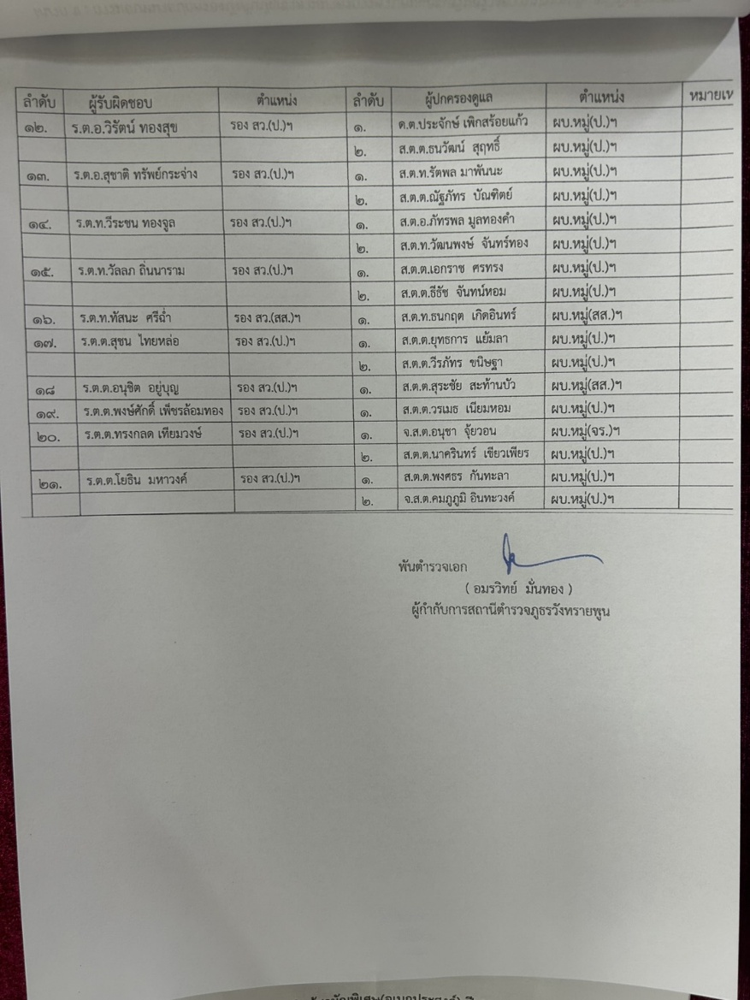 ลำดับ ผู้รับผิดชอบ ตำแหน่ง ลำดับ ผู้ปกครองดูแล ตำแหน่ง หมายเห
๑๒. ร.ต.อ.วิรัตน์ ทองสุข รอง สว.(ป.)ฯ ๑. ด.ต.ประจักษ์ เพิกสร้อยแก้ว ผบ.หมู่(ป.)ฯ
๒. ส.ต.ต.ธนวัฒน์ สุฤทธิ์ ผบ.หมู่(ป.)ฯ
๑๓. ร.ต.อ.สุชาติ ทรัพย์กระจ่าง รอง สว.(ป.)ฯ ๑. ส.ต.ท.รัตพล มาพันนะ ผบ.หมู่(ป.)ฯ
๒. ส.ต.ต.ณัฐภัทร บัณฑิตย์ ผบ.หมู่(ป.)ฯ
๑๔. ร.ต.ท.วีระชน ทองจูล รอง สว.(ป.)ฯ ๑. ส.ต.อ.ภัทรพล มูลทองคำ ผบ.หมู่(ป.)ฯ
๒. ส.ต.ท.วัฒนพงษ์ จันทร์ทอง ผบ.หมู่(ป.)ฯ
๑๕. ร.ต.ท.วัลลภ ถิ่นนาราม รอง สว.(ป.)ฯ ๑. ส.ต.ต.เอกราช ศรทรง ผบ.หมู่(ป.)ฯ
๒. ส.ต.ต.ธีธัช จันทน์หอม ผบ.หมู่(ป.)ฯ
๑๖. ร.ต.ท.ทัสนะ ศรีฉ่ำ รอง สว.(สส.)ฯ ๑. ส.ต.ท.ธนกฤต เกิดอินทร์ ผบ.หมู่(สส.)ฯ
๑๗. ร.ต.ต.สุชน ไทยหล่อ รอง สว.(ป.)ฯ ๑. ส.ต.ต.ยุทธการ แย้มลา ผบ.หมู่(ป.)ฯ
๒. ส.ต.ต.วีรภัทร ขนิษฐา ผบ.หมู่(ป.)ฯ
๑๘ ร.ต.ต.อนุชิต อยู่บุญ รอง สว.(ป.)ฯ ๑. ส.ต.ต.สุระชัย สะท้านบัว ผบ.หมู่(สส.)ฯ
๑๙. ร.ต.ต.พงษ์ศักดิ์ เพ็ชรล้อมทอง รอง สว.(ป.)ฯ ๑. ส.ต.ต.วรเมธ เนียมหอม ผบ.หมู่(ป.)ฯ
๒๐. ร.ต.ต.ทรงกลด เทียมวงษ์ รอง สว.(ป.)ฯ ๑. จ.ส.ต.อนุชา จุ้ยวอน ผบ.หมู่(จร.)ฯ
๒. ส.ต.ต.นาครินทร์ เขียวเพียร ผบ.หมู่(ป.)ฯ
๒๑. ร.ต.ต.โยธิน มหาวงค์ รอง สว.(ป.)ฯ ๑. ส.ต.ต.พงศธร กันทะลา ผบ.หมู่(ป.)ฯ
๒. จ.ส.ต.คมภูภูมิ อินทะวงค์ ผบ.หมู่(ป.)ฯ
พันตำรวจเอก
( อมรวิทย์ มั่นทอง )
ผู้กำกับการสถานีตำรวจภูธรวังทรายพูน